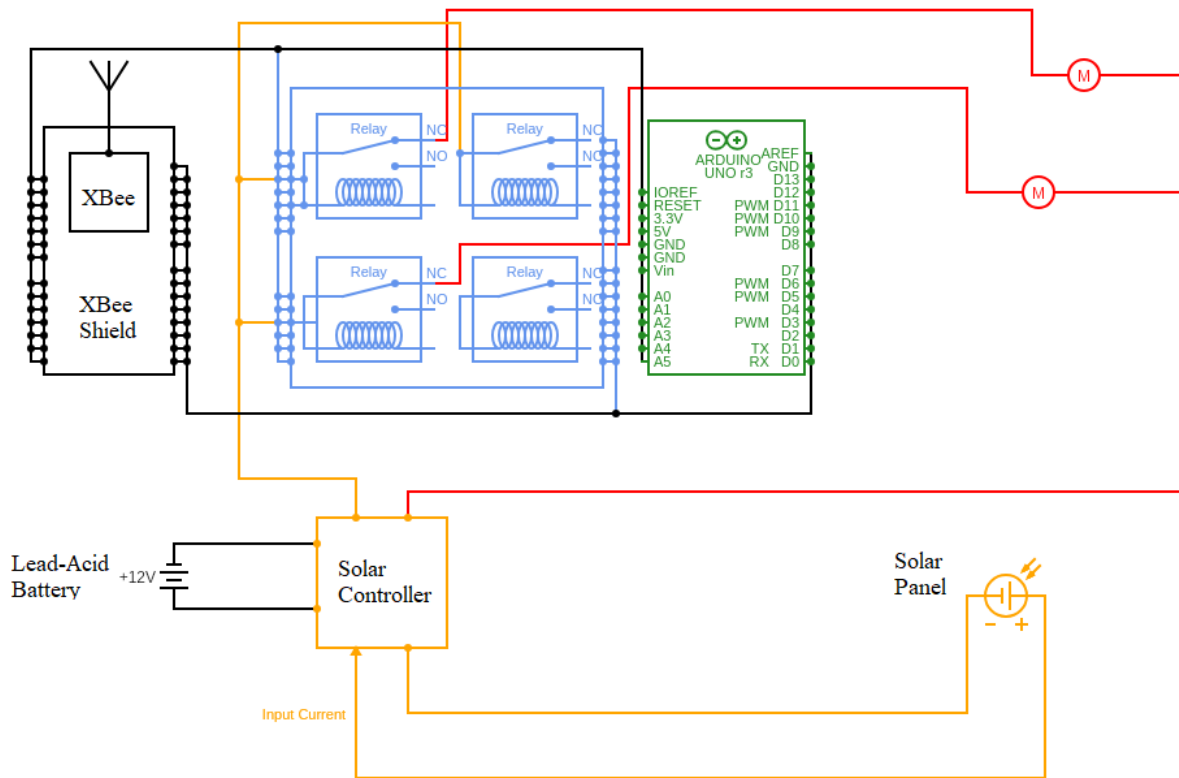 M
Relay
NC
NO
Relay
NC
NO
XBee
XBee
Shield
Relay
NC
NO
Relay
NC
NO
ARDUINO
UNO r3
IOREF
RESET
3.3V
5V
GND
GND
Vin
A0
A1
A2
A3
A4
A5
AREF
GND
D13
D12
PWM D11
PWM D10
PWM D9
D8
D7
PWM D6
PWM D5
D4
PWM D3
D2
TX D1
RX D0
M
Lead-Acid
Battery
+12V
Solar
Controller
Solar
Panel
− +
Input Current